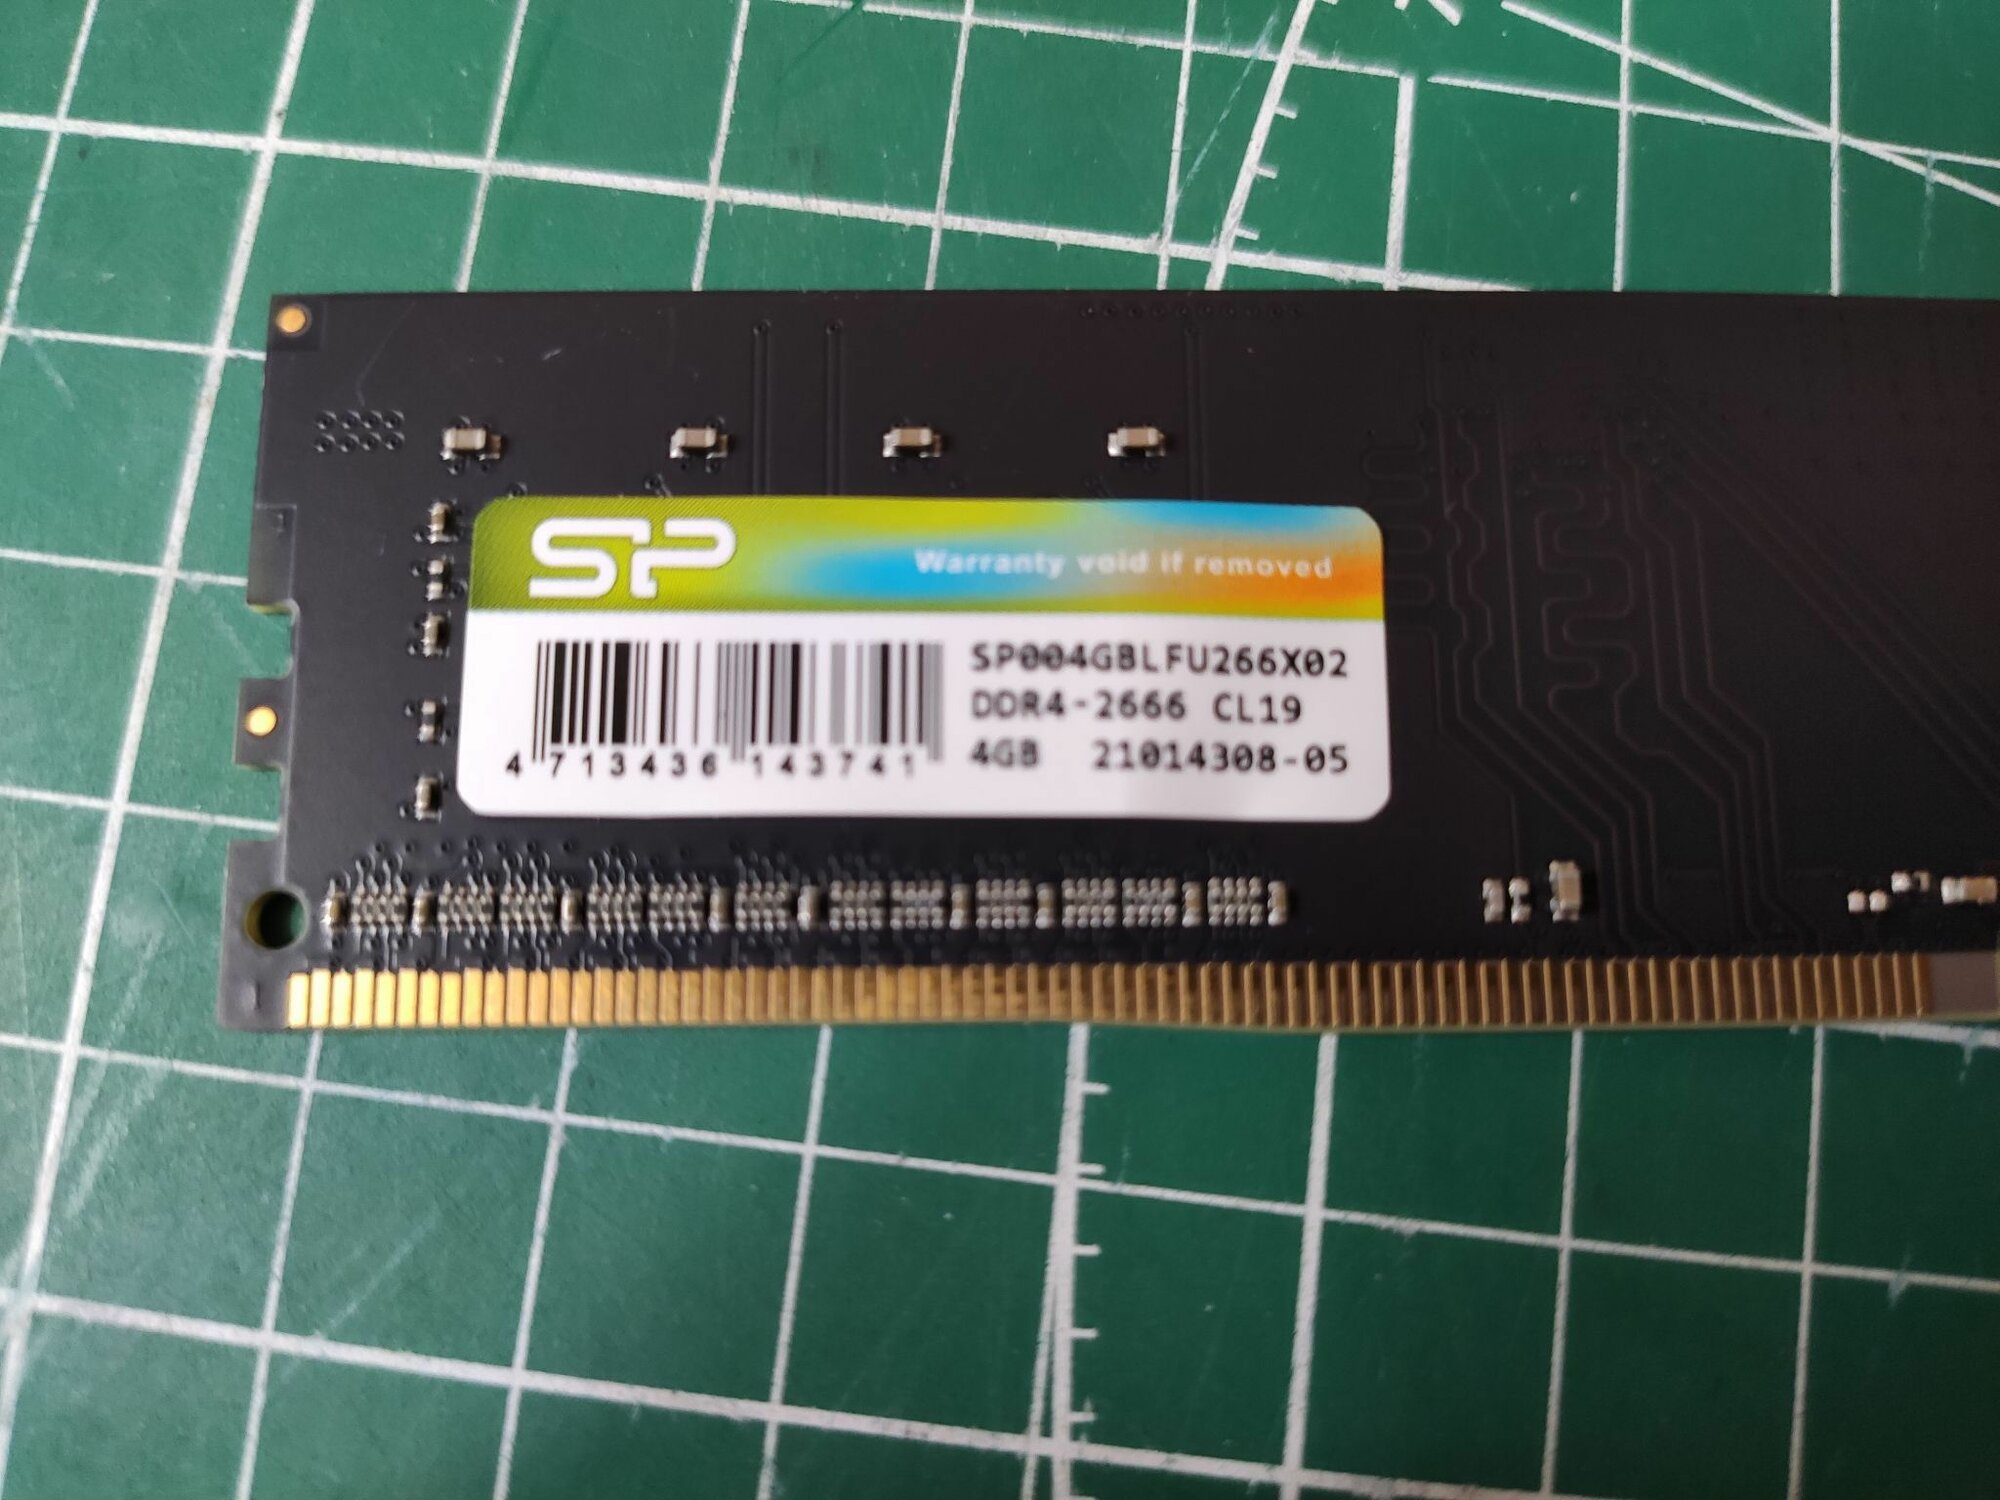 SP
Warranty void if removed
SP004GBLFU266X02
DDR4-2666 CL19
4GB 21014308-05
4 713436 143741